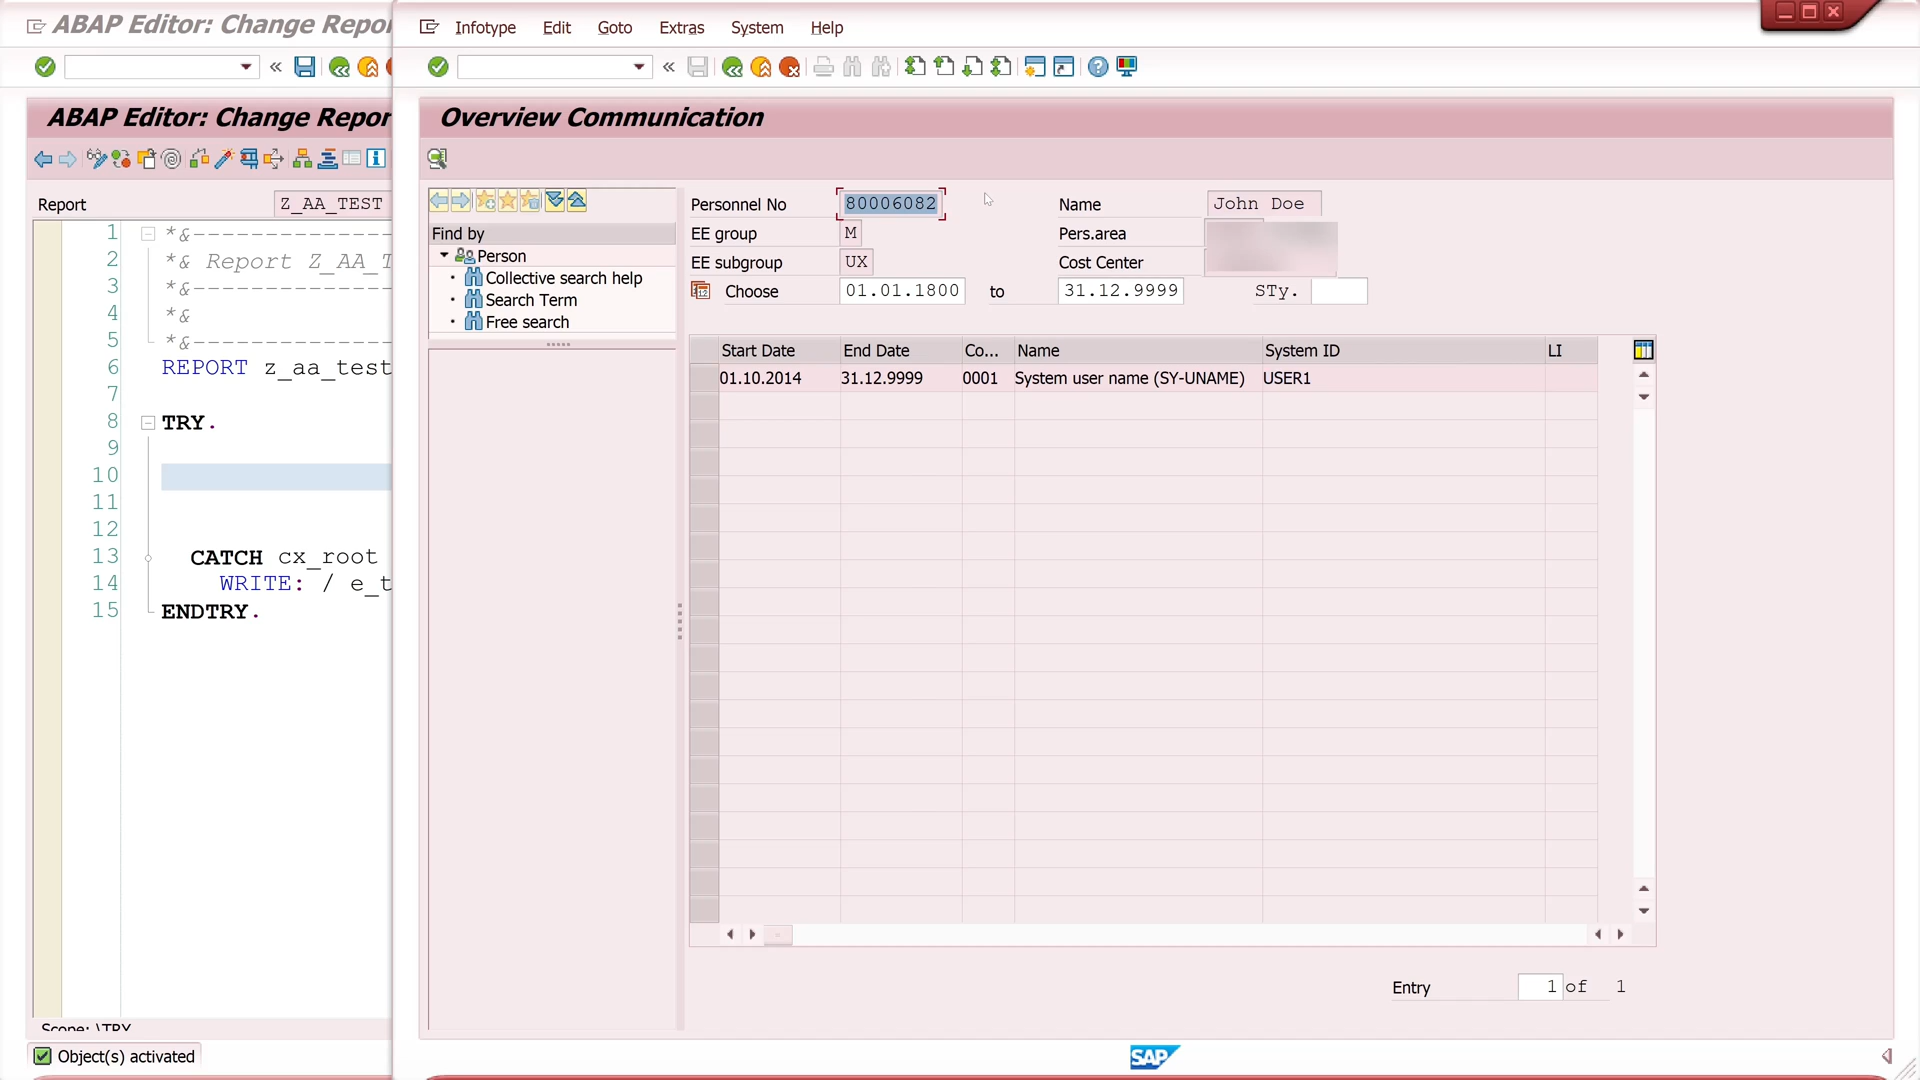 ABAP Editor: Change Repor
Infotype Edit Goto Extras System Help
ABAP Editor: Change Repor
Overview Communication
Report Z_AA_TEST
1 *&--------------
2 *& Report Z_AA_T
3 *&--------------
4 *&
5 *&--------------
6 REPORT z_aa_test
7
8 TRY.
9
10
11
12
13 CATCH cx_root
14 WRITE: / e_t
15 ENDTRY.
Scope: \TRY
Object(s) activated
Find by
Person
Collective search help
Search Term
Free search
Personnel No 80006082 Name John Doe
EE group M Pers.area
EE subgroup UX Cost Center
12 Choose 01.01.1800 to 31.12.9999 STy.
Start Date End Date Co... Name System ID LI
01.10.2014 31.12.9999 0001 System user name (SY-UNAME) USER1
Entry 1 of 1
SAP